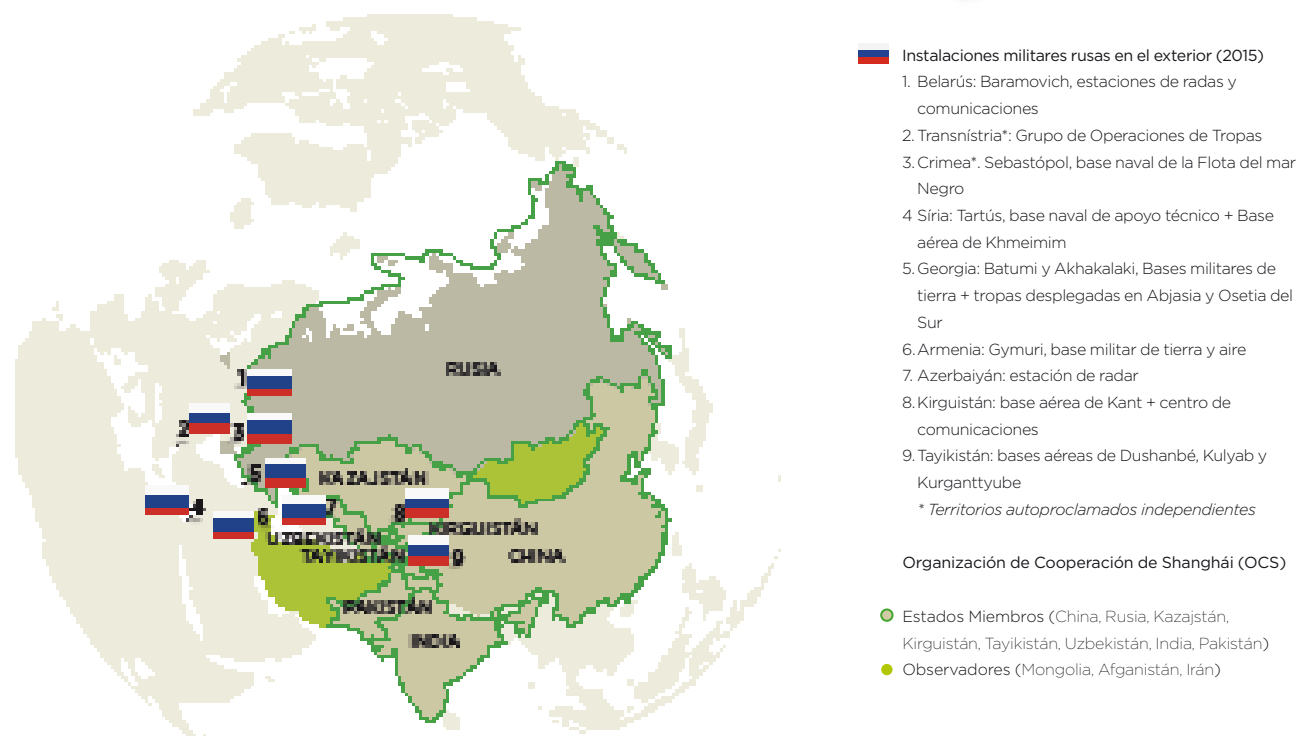 Instalaciones militares rusas en el exterior (2015)
1. Belarús: Baramovich, estaciones de radas y
comunicaciones
2. Transnístria*: Grupo de Operaciones de Tropas
3. Crimea*. Sebastópol, base naval de la Flota del mar
Negro
4 Síria: Tartús, base naval de apoyo técnico + Base
aérea de Khmeimim
5. Georgia: Batumi y Akhakalaki, Bases militares de
tierra + tropas desplegadas en Abjasia y Osetia del
Sur
6. Armenia: Gymuri, base militar de tierra y aire
7. Azerbaiyán: estación de radar
8. Kirguistán: base aérea de Kant + centro de
comunicaciones
9. Tayikistán: bases aéreas de Dushanbé, Kulyab y
Kurganttyube
* Territorios autoproclamados independientes
Organización de Cooperación de Shanghái (OCS)
Estados Miembros (China, Rusia, Kazajstán,
Kirguistán, Tayikistán, Uzbekistán, India, Pakistán)
Observadores (Mongolia, Afganistán, Irán)
RUSIA
1
2
3
5
KAZAJSTÁN
4
6
7
8
KIRGUISTÁN
UZBEKISTÁN
TAYIKISTÁN
9
CHINA
PAKISTÁN
INDIA